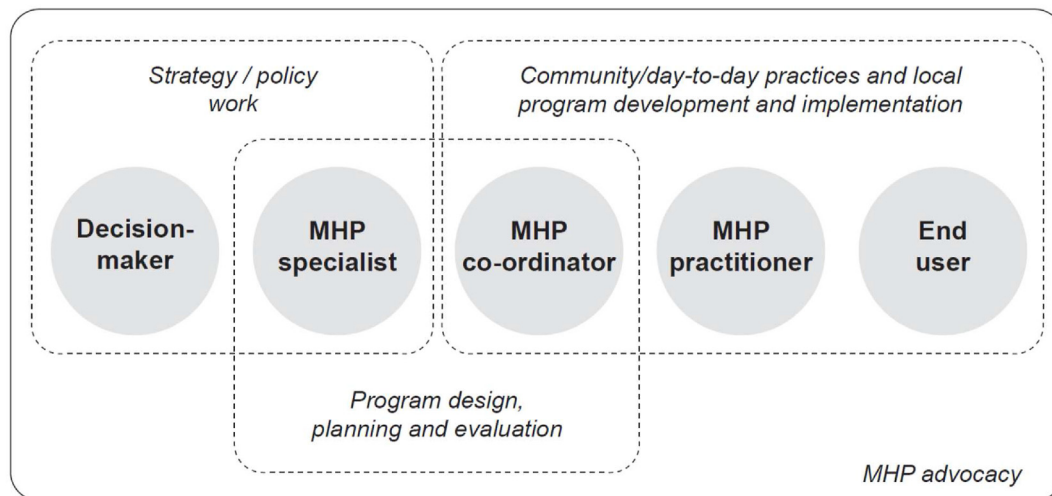 Strategy / policy
work
Community/day-to-day practices and local
program development and implementation
Decision-
maker
MHP
specialist
MHP
co-ordinator
MHP
practitioner
End
user
Program design,
planning and evaluation
MHP advocacy